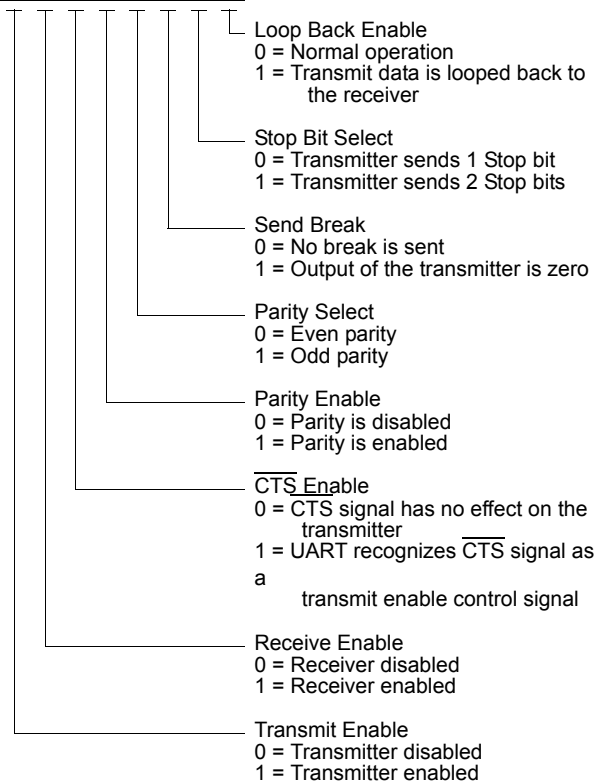 Loop Back Enable
0 = Normal operation
1 = Transmit data is looped back to
the receiver
Stop Bit Select
0 = Transmitter sends 1 Stop bit
1 = Transmitter sends 2 Stop bits
Send Break
0 = No break is sent
1 = Output of the transmitter is zero
Parity Select
0 = Even parity
1 = Odd parity
Parity Enable
0 = Parity is disabled
1 = Parity is enabled
CTS Enable
0 = CTS signal has no effect on the
transmitter
1 = UART recognizes CTS signal as
a
transmit enable control signal
Receive Enable
0 = Receiver disabled
1 = Receiver enabled
Transmit Enable
0 = Transmitter disabled
1 = Transmitter enabled